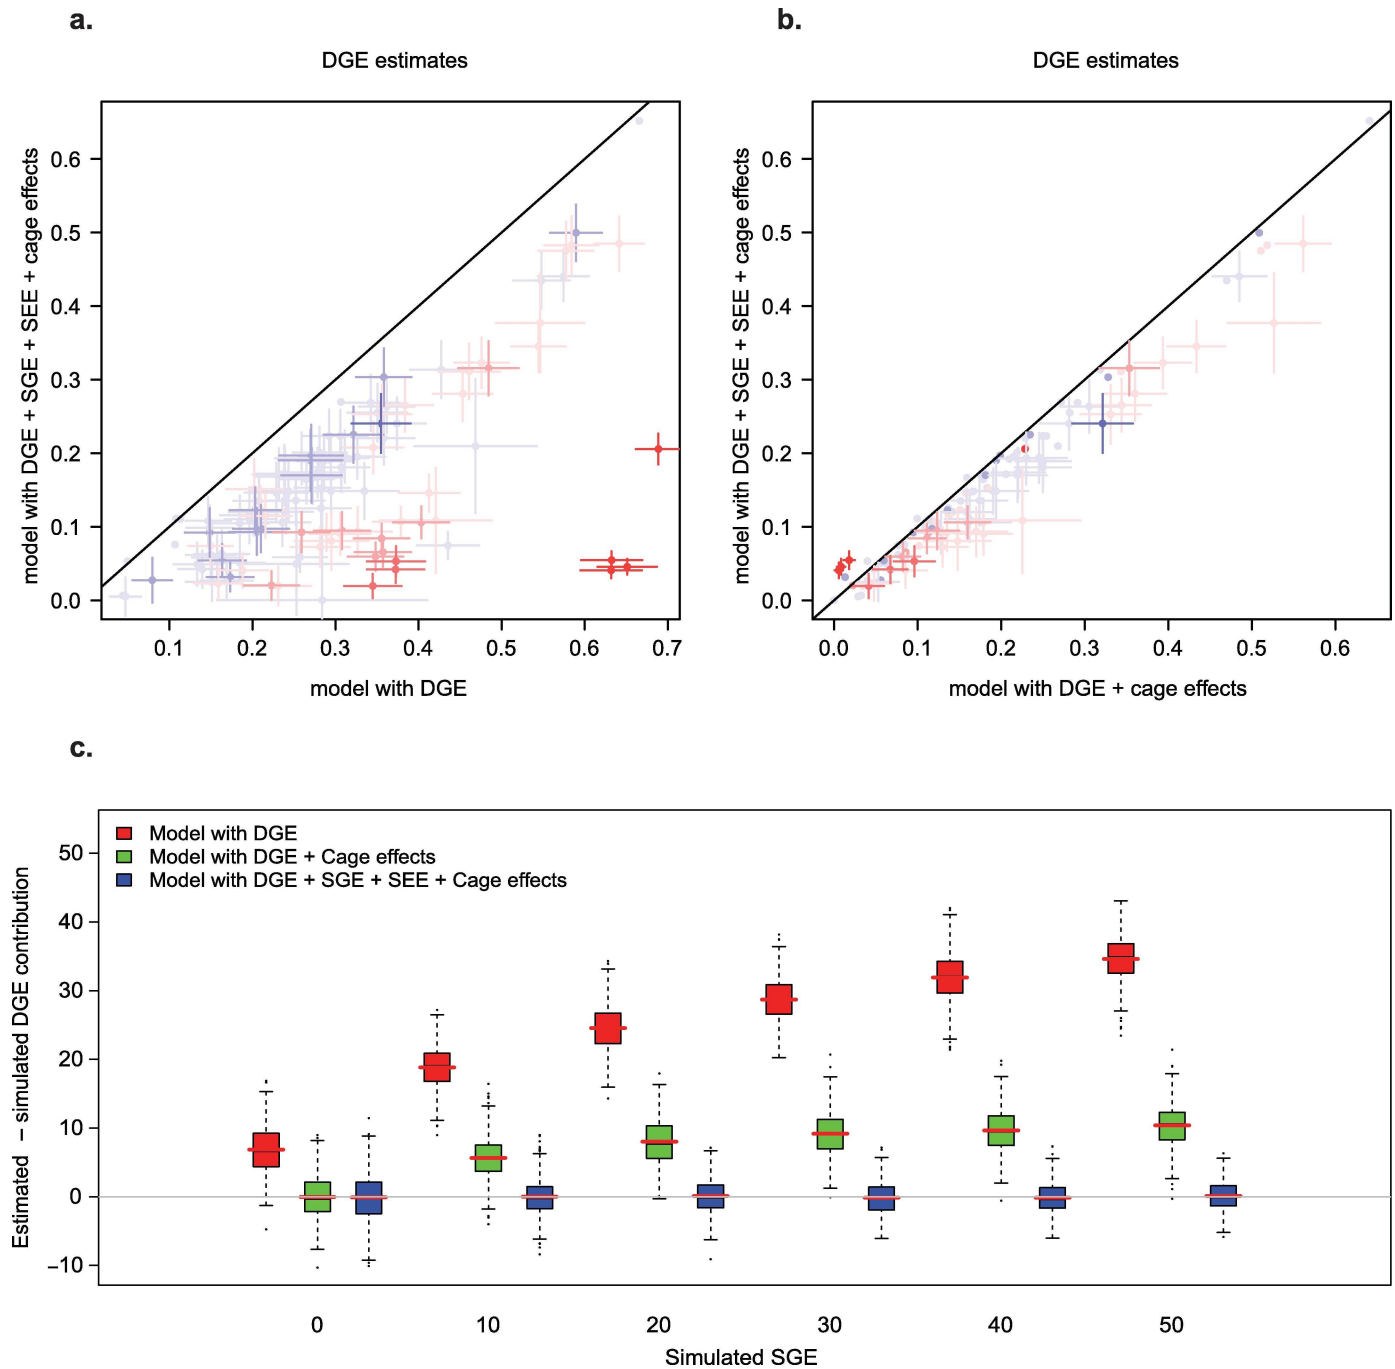 a.
DGE estimates
model with DGE + SGE + SEE + cage effects
0.6
0.5
0.4
0.3
0.2
0.1
0.0
0.1 0.2 0.3 0.4 0.5 0.6 0.7
model with DGE
b.
DGE estimates
model with DGE + SGE + SEE + cage effects
0.6
0.5
0.4
0.3
0.2
0.1
0.0
0.0 0.1 0.2 0.3 0.4 0.5 0.6
model with DGE + cage effects
c.
Model with DGE
Model with DGE + Cage effects
Model with DGE + SGE + SEE + Cage effects
Estimated – simulated DGE contribution
50
40
30
20
10
0
−10
0 10 20 30 40 50
Simulated SGE